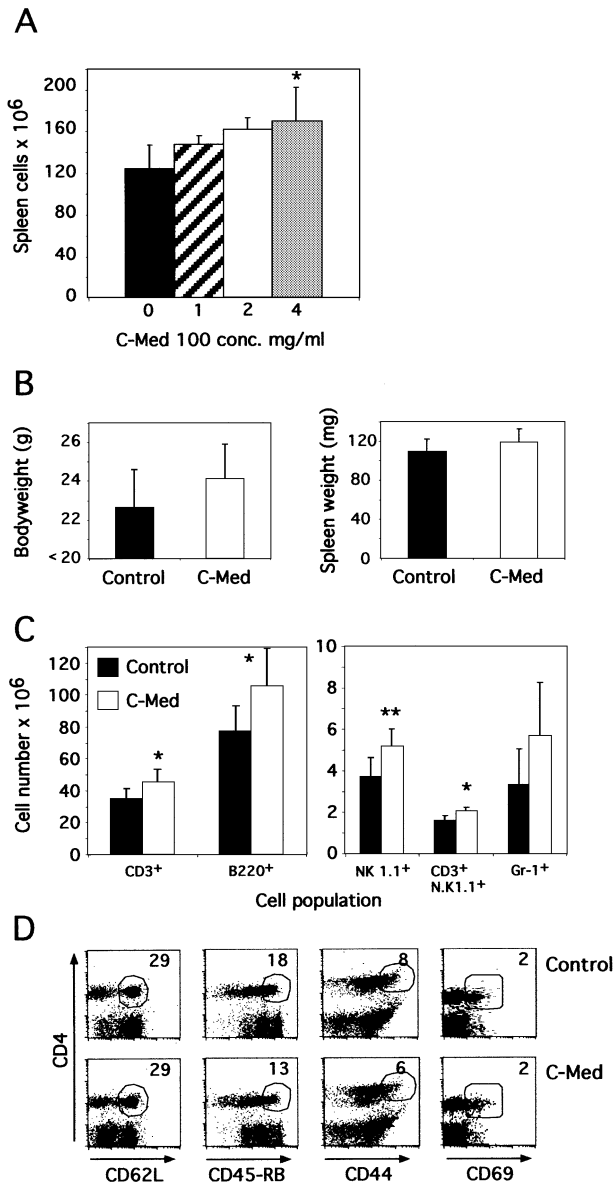 A
Spleen cells x 10⁶
200
160
120
80
40
0
*
0 1 2 4
C-Med 100 conc. mg/ml
B
Bodyweight (g)
26
24
22
< 20
Control C-Med
Spleen weight (mg)
120
80
40
0
Control C-Med
C
Cell number x 10⁶
120
100
80
60
40
20
0
Control
C-Med
*
*
CD3+ B220+
10
8
6
4
2
0
**
*
NK 1.1+ CD3+ Gr-1+
N.K1.1+
Cell population
D
CD4
29 18 8 2 Control
29 13 6 2 C-Med
CD62L CD45-RB CD44 CD69